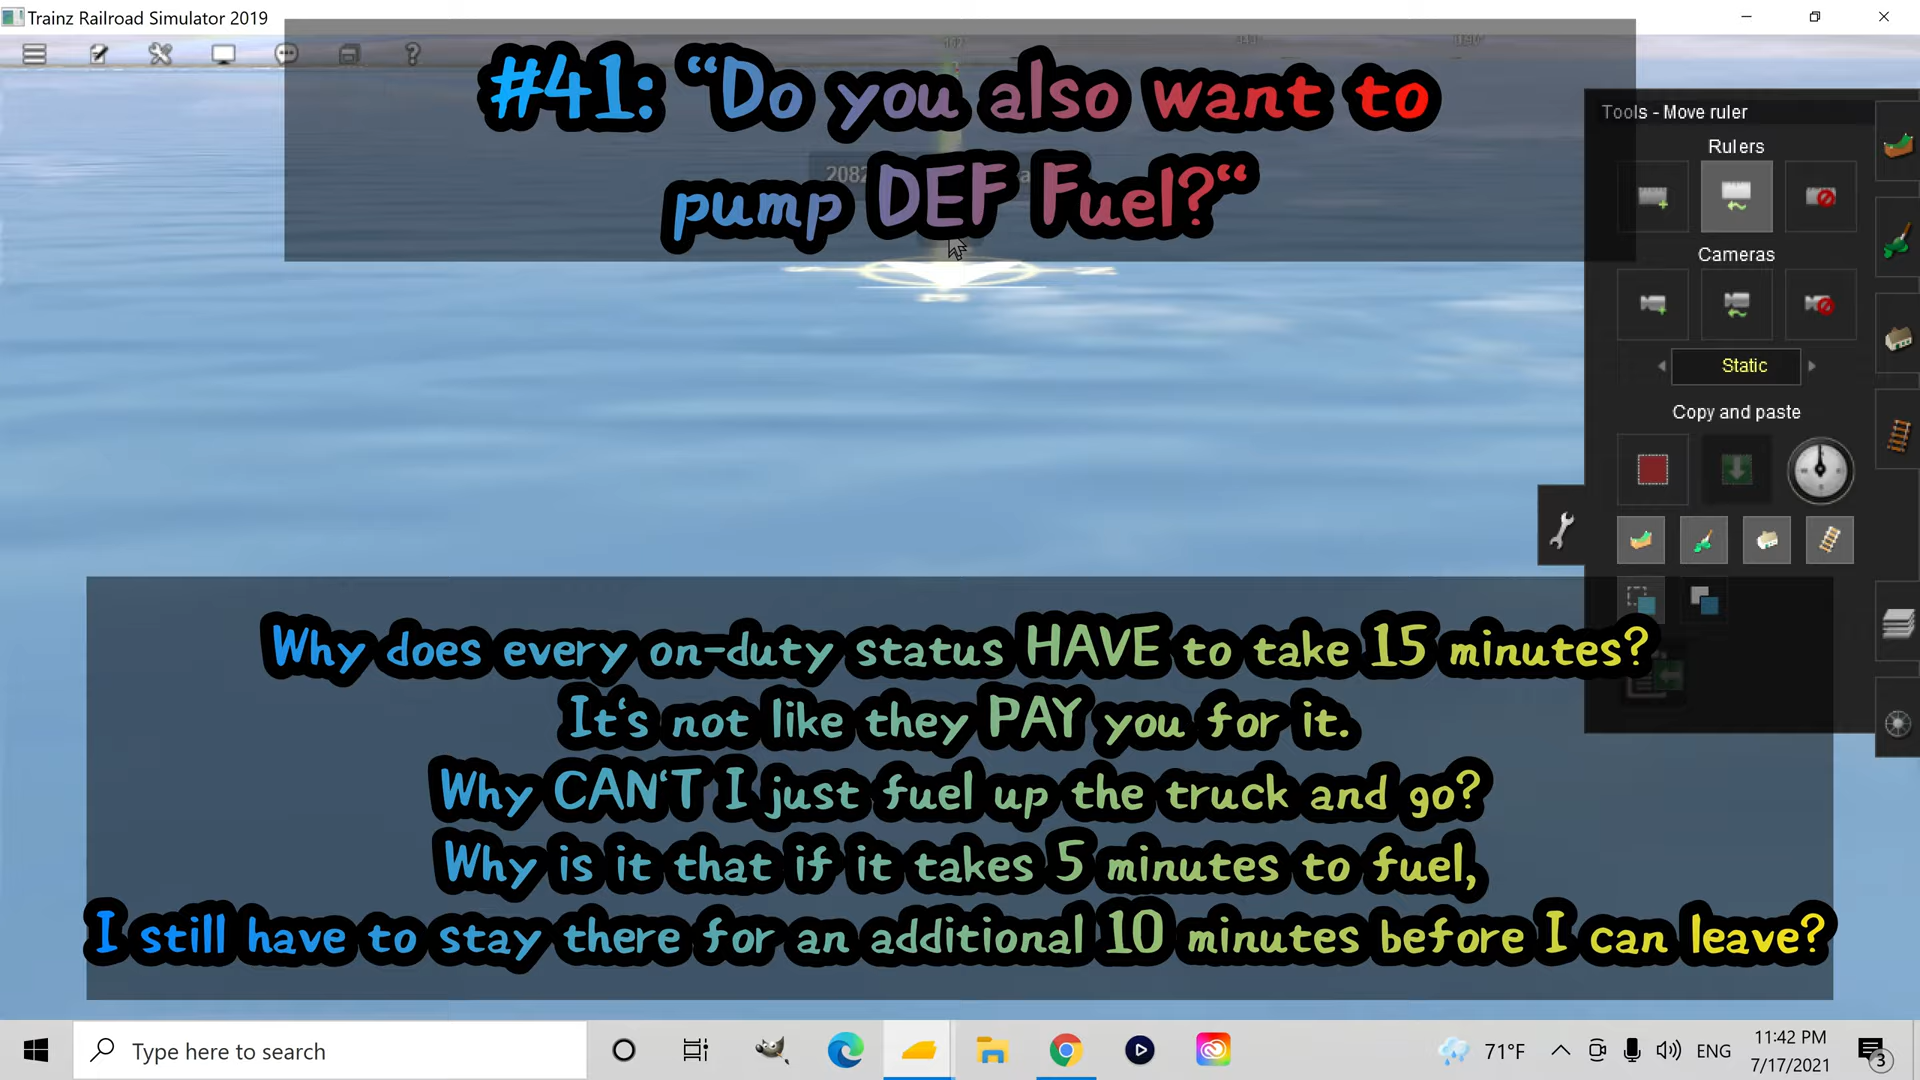 Trainz Railroad Simulator 2019
#41: “Do you also want to
pump DEF Fuel?“
Tools - Move ruler
Rulers
Cameras
Static
Copy and paste
Why does every on-duty status HAVE to take 15 minutes?
It‘s not like they PAY you for it.
Why CAN‘T I just fuel up the truck and go?
Why is it that if it takes 5 minutes to fuel,
I still have to stay there for an additional 10 minutes before I can leave?
Type here to search
71°F
ENG
11:42 PM
7/17/2021
3